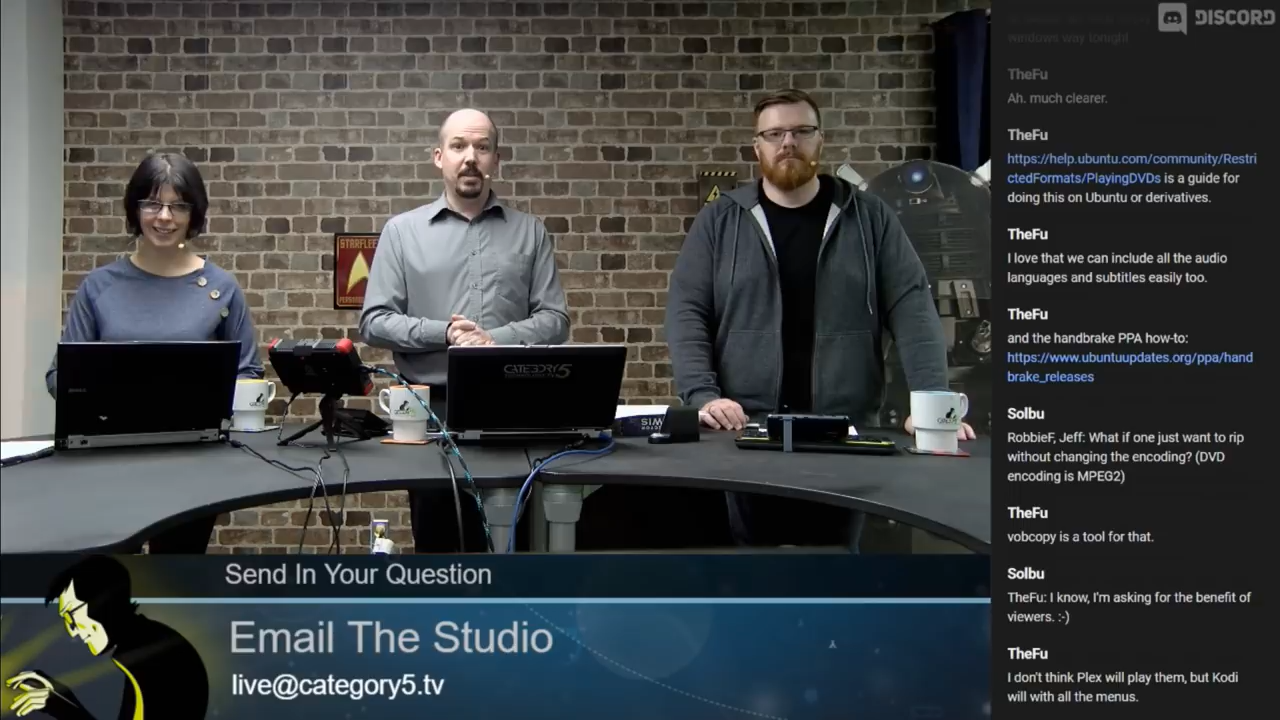 DISCORD
windows way tonight
TheFu
Ah. much clearer.
TheFu
https://help.ubuntu.com/community/Restri
ctedFormats/PlayingDVDs is a guide for
doing this on Ubuntu or derivatives.
TheFu
I love that we can include all the audio
languages and subtitles easily too.
TheFu
and the handbrake PPA how-to:
https://www.ubuntuupdates.org/ppa/hand
brake_releases
Solbu
RobbieF, Jeff: What if one just want to rip
without changing the encoding? (DVD
encoding is MPEG2)
TheFu
vobcopy is a tool for that.
Solbu
TheFu: I know, I'm asking for the benefit of
viewers. :-)
TheFu
I don't think Plex will play them, but Kodi
will with all the menus.
STARFLEET
CATEGORY5
SWIS
Send In Your Question
Email The Studio
live@category5.tv